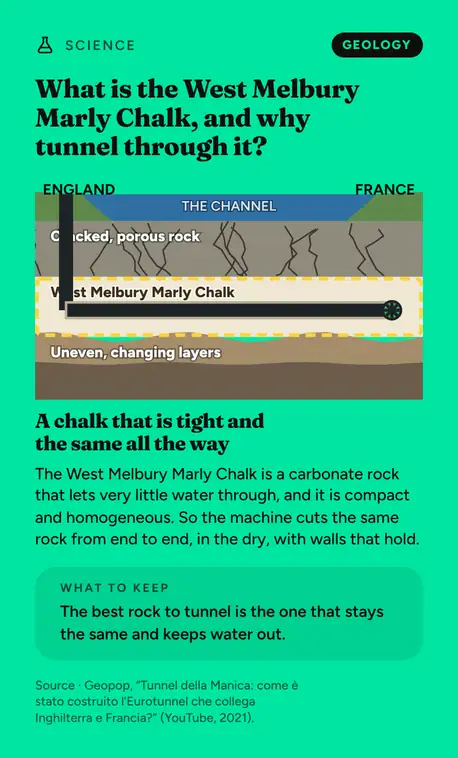 SCIENCE
GEOLOGY
What is the West Melbury
Marly Chalk, and why
tunnel through it?
ENGLAND
FRANCE
THE CHANNEL
Cracked, porous rock
West Melbury Marly Chalk
Uneven, changing layers
A chalk that is tight and
the same all the way
The West Melbury Marly Chalk is a carbonate rock
that lets very little water through, and it is compact
and homogeneous. So the machine cuts the same
rock from end to end, in the dry, with walls that hold.
WHAT TO KEEP
The best rock to tunnel is the one that stays
the same and keeps water out.
Source · Geopop, “Tunnel della Manica: come è
stato costruito l'Eurotunnel che collega
Inghilterra e Francia?” (YouTube, 2021).